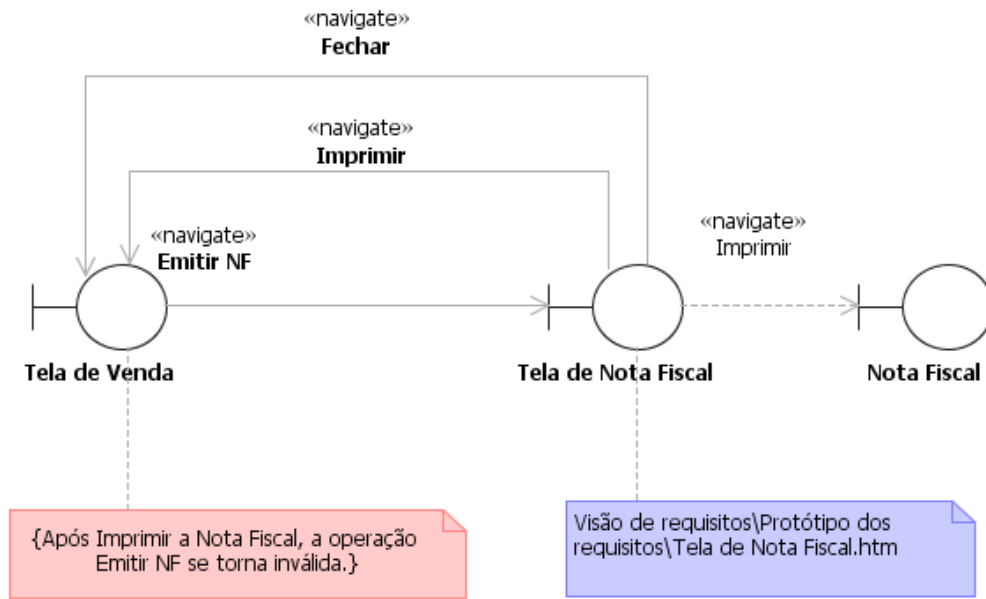 «navigate»
Fechar
«navigate»
Imprimir
«navigate»
Emitir NF
«navigate»
Imprimir
Tela de Venda
Tela de Nota Fiscal
Nota Fiscal
{Após Imprimir a Nota Fiscal, a operação
Emitir NF se torna inválida.}
Visão de requisitos\Protótipo dos
requisitos\Tela de Nota Fiscal.htm